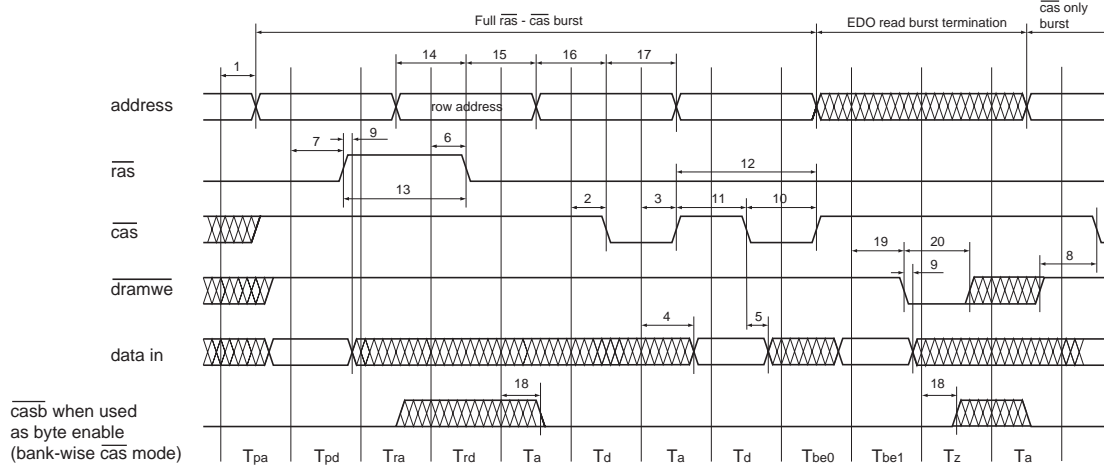 Full ras - cas burst
EDO read burst termination
cas only
burst
14 15 16 17
1
address
row address
7 9 6
ras
12
13
2 3 11 10
cas
19 20
9 8
dramwe
4 5
data in
18 18
casb when used
as byte enable
(bank-wise cas mode)
Tpa Tpd Tra Trd Ta Td Ta Td Tbe0 Tbe1 Tz Ta